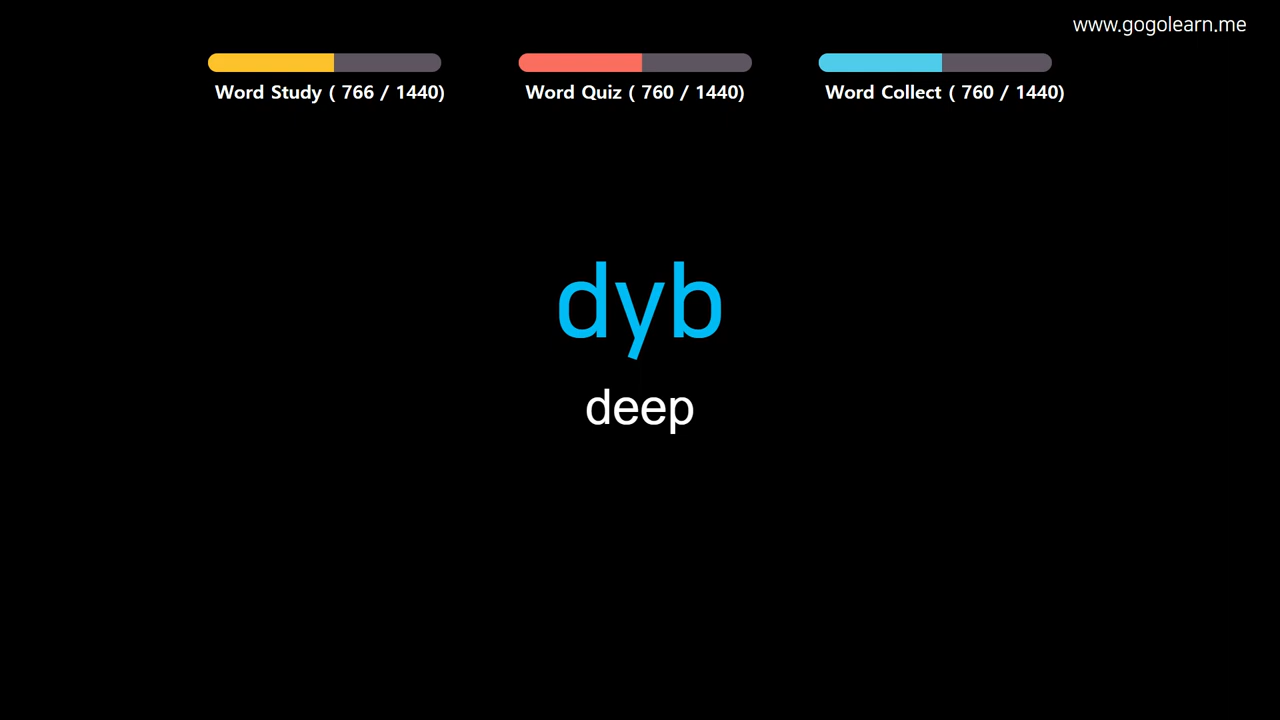 www.gogolearn.me
Word Study ( 766 / 1440)
Word Quiz ( 760 / 1440)
Word Collect ( 760 / 1440)
dyb
deep